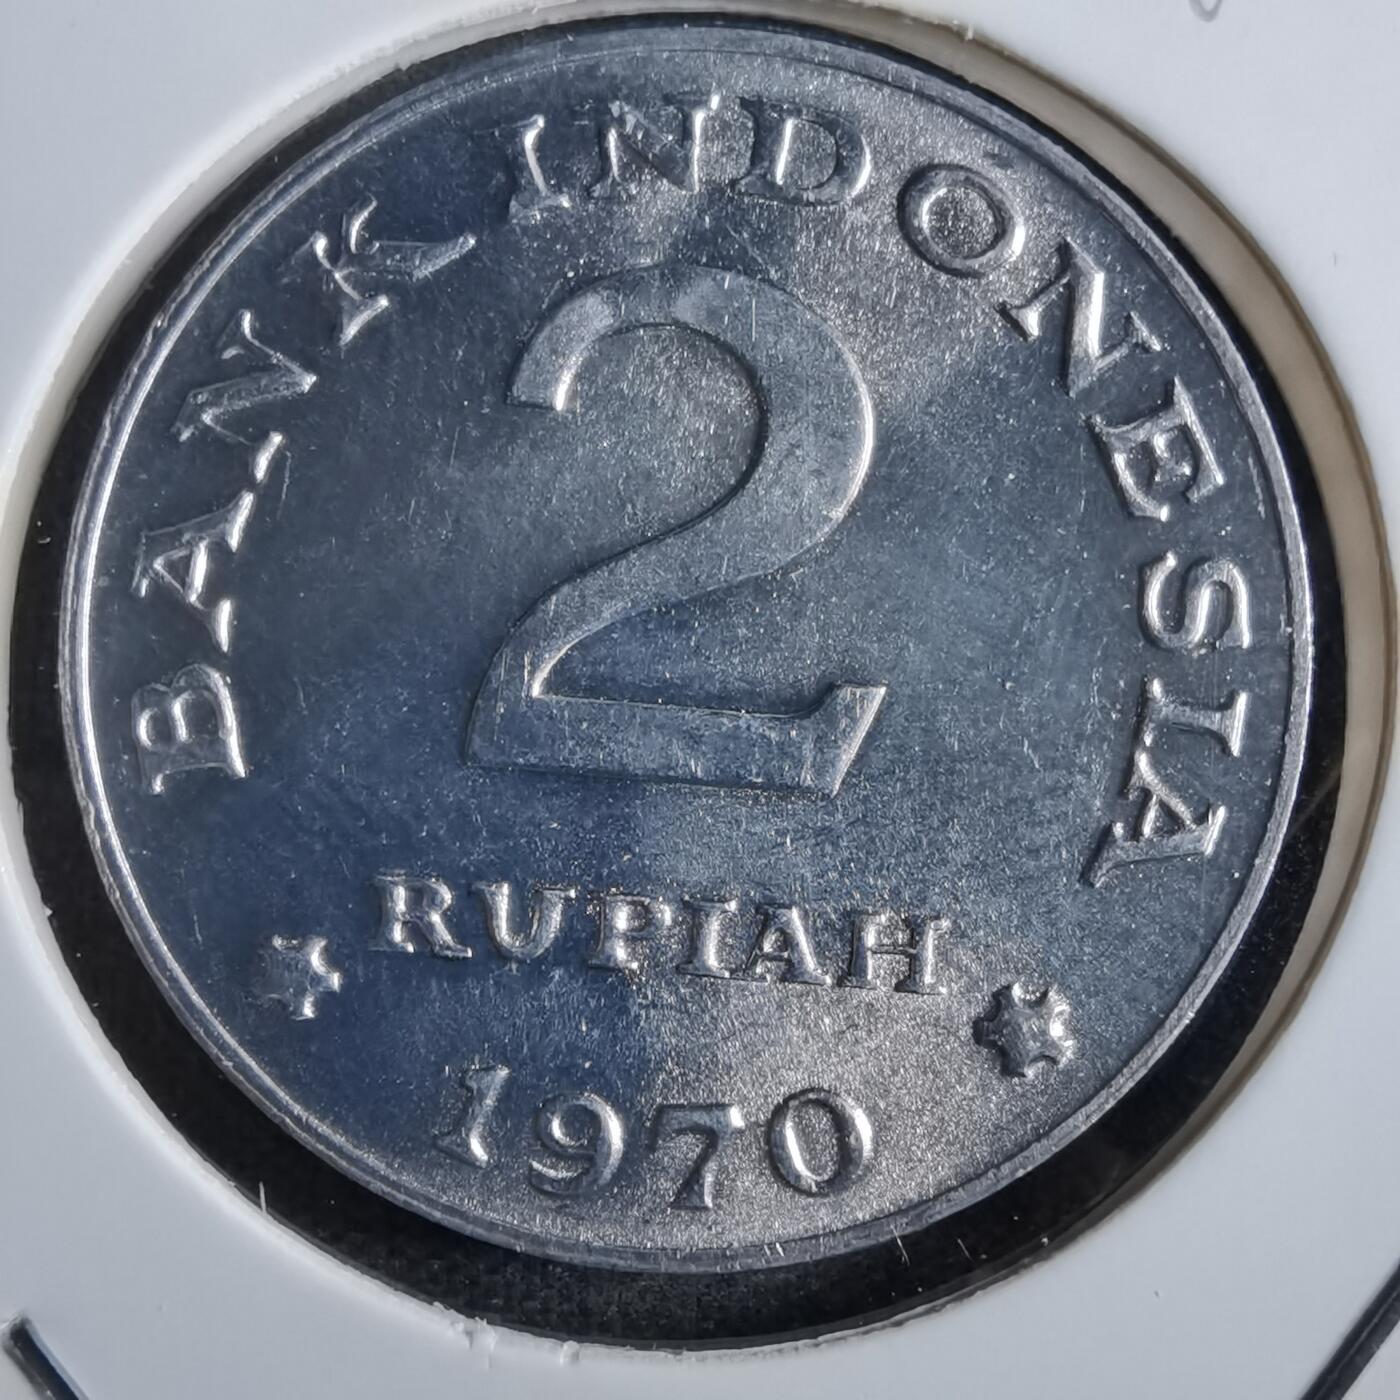 BANK INDONESIA
2
RUPIAH
1970